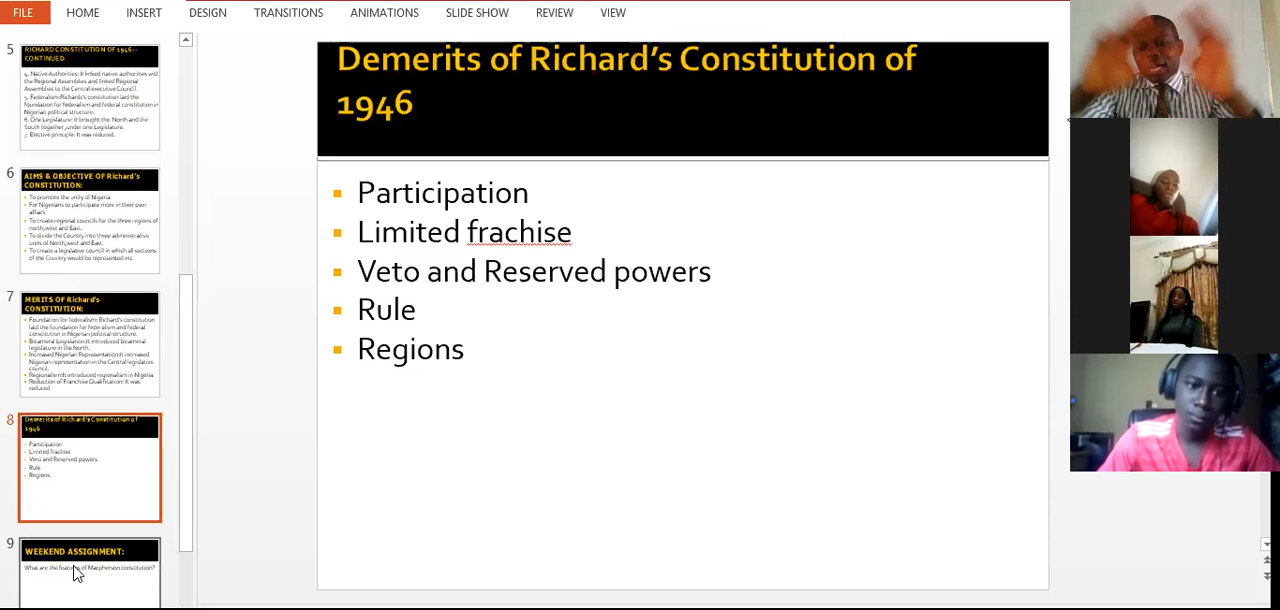 FILE HOME INSERT DESIGN TRANSITIONS ANIMATIONS SLIDE SHOW REVIEW VIEW
5
RICHARD CONSTITUTION OF 1946--
CONTINUED
4. Native Authorities: It linked native authorities with
the Regional Assemblies and linked Regional
Assemblies to the Central executive Council.
5. Federalism:Richards's constitution laid the
foundation for federalism and federal constitution in
Nigerian political structure.
6. One Legislature: It brought the North and the
South together ,under one Legislature.
7. Elective principle: It was reduced.
6
AIMS & OBJECTIVE OF Richard's
CONSTITUTION:
To promote the unity of Nigeria
For Nigerians to participate more in their own
affairs
To create regional councils for the three regions of
north,west and East.
To divide the Country into three administrative
units of North,west and East.
To create a legislative council in which all sections
of the Country would be represented etc.
7
MERITS OF Richard's
CONSTITUTION:
Foundation for federalism: Richard's constitution
laid the foundation for federalism and federal
constitution in Nigerian political structure.
Bicameral Legislation:It introduced bicameral
legislature in the North.
Increased Nigerian Representation:It increased
Nigerian representation in the Central legislative
council.
Regionalism:It introduced regionalism in Nigeria
Reduction of Franchise Qualification: It was
reduced
8
Demerits of Richard's Constitution of
1946
Participation
Limited frachise
Veto and Reserved powers
Rule
Regions
9
WEEKEND ASSIGNMENT:
What are the features of Macpherson constitution?
Demerits of Richard's Constitution of
1946
Participation
Limited frachise
Veto and Reserved powers
Rule
Regions